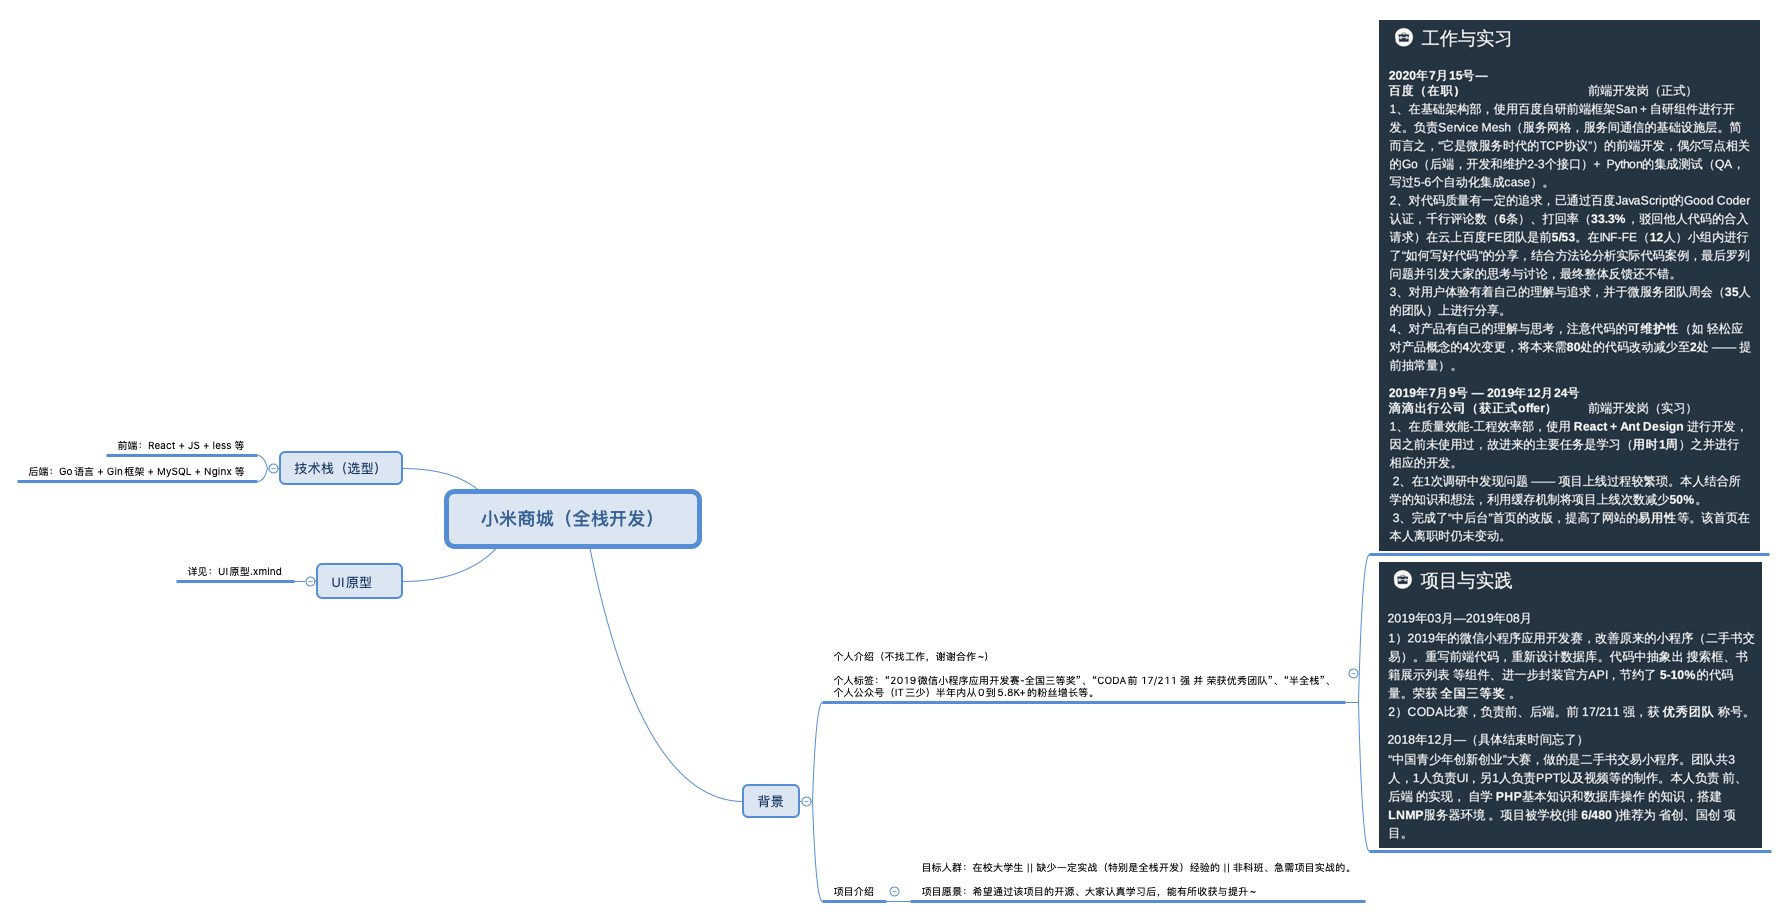 小米商城（全栈开发）
技术栈（选型）
前端：React + JS + less 等
后端：Go 语言 + Gin 框架 + MySQL + Nginx 等
UI 原型
详见：UI 原型.xmind
背景
个人介绍（不找工作，谢谢合作~）
个人标签：“2019 微信小程序应用开发赛-全国三等奖”、“CODA 前 17/211 强 并 荣获优秀团队”、“半全栈”、
个人公众号（IT 三少）半年内从 0 到 5.8K+ 的粉丝增长等。
工作与实习
2020年7月15号—
百度（在职） 前端开发岗（正式）
1、在基础架构部，使用百度自研前端框架San + 自研组件进行开
发。负责Service Mesh（服务网格，服务间通信的基础设施层。简
而言之，“它是微服务时代的TCP协议”）的前端开发，偶尔写点相关
的Go（后端，开发和维护2-3个接口）+ Python的集成测试（QA，
写过5-6个自动化集成case）。
2、对代码质量有一定的追求，已通过百度JavaScript的Good Coder
认证，千行评论数（6条）、打回率（33.3%，驳回他人代码的合入
请求）在云上百度FE团队是前5/53。在INF-FE（12人）小组内进行
了“如何写好代码”的分享，结合方法论分析实际代码案例，最后罗列
问题并引发大家的思考与讨论，最终整体反馈还不错。
3、对用户体验有着自己的理解与追求，并于微服务团队周会（35人
的团队）上进行分享。
4、对产品有自己的理解与思考，注意代码的可维护性（如 轻松应
对产品概念的4次变更，将本来需80处的代码改动减少至2处 —— 提
前抽常量）。
2019年7月9号 — 2019年12月24号
滴滴出行公司（获正式offer） 前端开发岗（实习）
1、在质量效能-工程效率部，使用 React + Ant Design 进行开发，
因之前未使用过，故进来的主要任务是学习（用时1周）之并进行
相应的开发。
2、在1次调研中发现问题 —— 项目上线过程较繁琐。本人结合所
学的知识和想法，利用缓存机制将项目上线次数减少50%。
3、完成了“中后台”首页的改版，提高了网站的易用性等。该首页在
本人离职时仍未变动。
项目与实践
2019年03月—2019年08月
1）2019年的微信小程序应用开发赛，改善原来的小程序（二手书交
易）。重写前端代码，重新设计数据库。代码中抽象出 搜索框、书
籍展示列表 等组件、进一步封装官方API，节约了 5-10%的代码
量。荣获 全国三等奖 。
2）CODA比赛，负责前、后端。前 17/211 强，获 优秀团队 称号。
2018年12月—（具体结束时间忘了）
“中国青少年创新创业”大赛，做的是二手书交易小程序。团队共3
人，1人负责UI，另1人负责PPT以及视频等的制作。本人负责 前、
后端 的实现， 自学 PHP基本知识和数据库操作 的知识，搭建
LNMP服务器环境 。项目被学校(排 6/480 )推荐为 省创、国创 项
目。
项目介绍
目标人群：在校大学生 || 缺少一定实战（特别是全栈开发）经验的 || 非科班、急需项目实战的。
项目愿景：希望通过该项目的开源、大家认真学习后，能有所收获与提升~